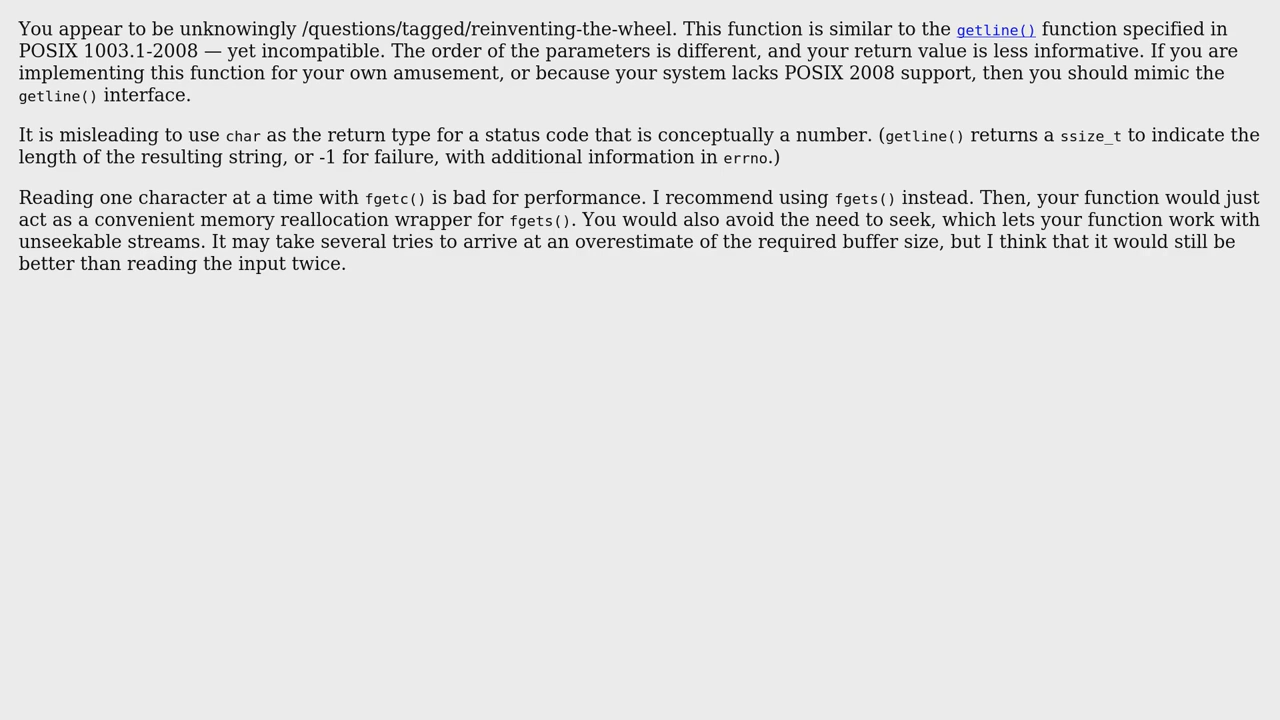 You appear to be unknowingly /questions/tagged/reinventing-the-wheel. This function is similar to the getline() function specified in
POSIX 1003.1-2008 — yet incompatible. The order of the parameters is different, and your return value is less informative. If you are
implementing this function for your own amusement, or because your system lacks POSIX 2008 support, then you should mimic the
getline() interface.
It is misleading to use char as the return type for a status code that is conceptually a number. (getline() returns a ssize_t to indicate the
length of the resulting string, or -1 for failure, with additional information in errno.)
Reading one character at a time with fgetc() is bad for performance. I recommend using fgets() instead. Then, your function would just
act as a convenient memory reallocation wrapper for fgets(). You would also avoid the need to seek, which lets your function work with
unseekable streams. It may take several tries to arrive at an overestimate of the required buffer size, but I think that it would still be
better than reading the input twice.